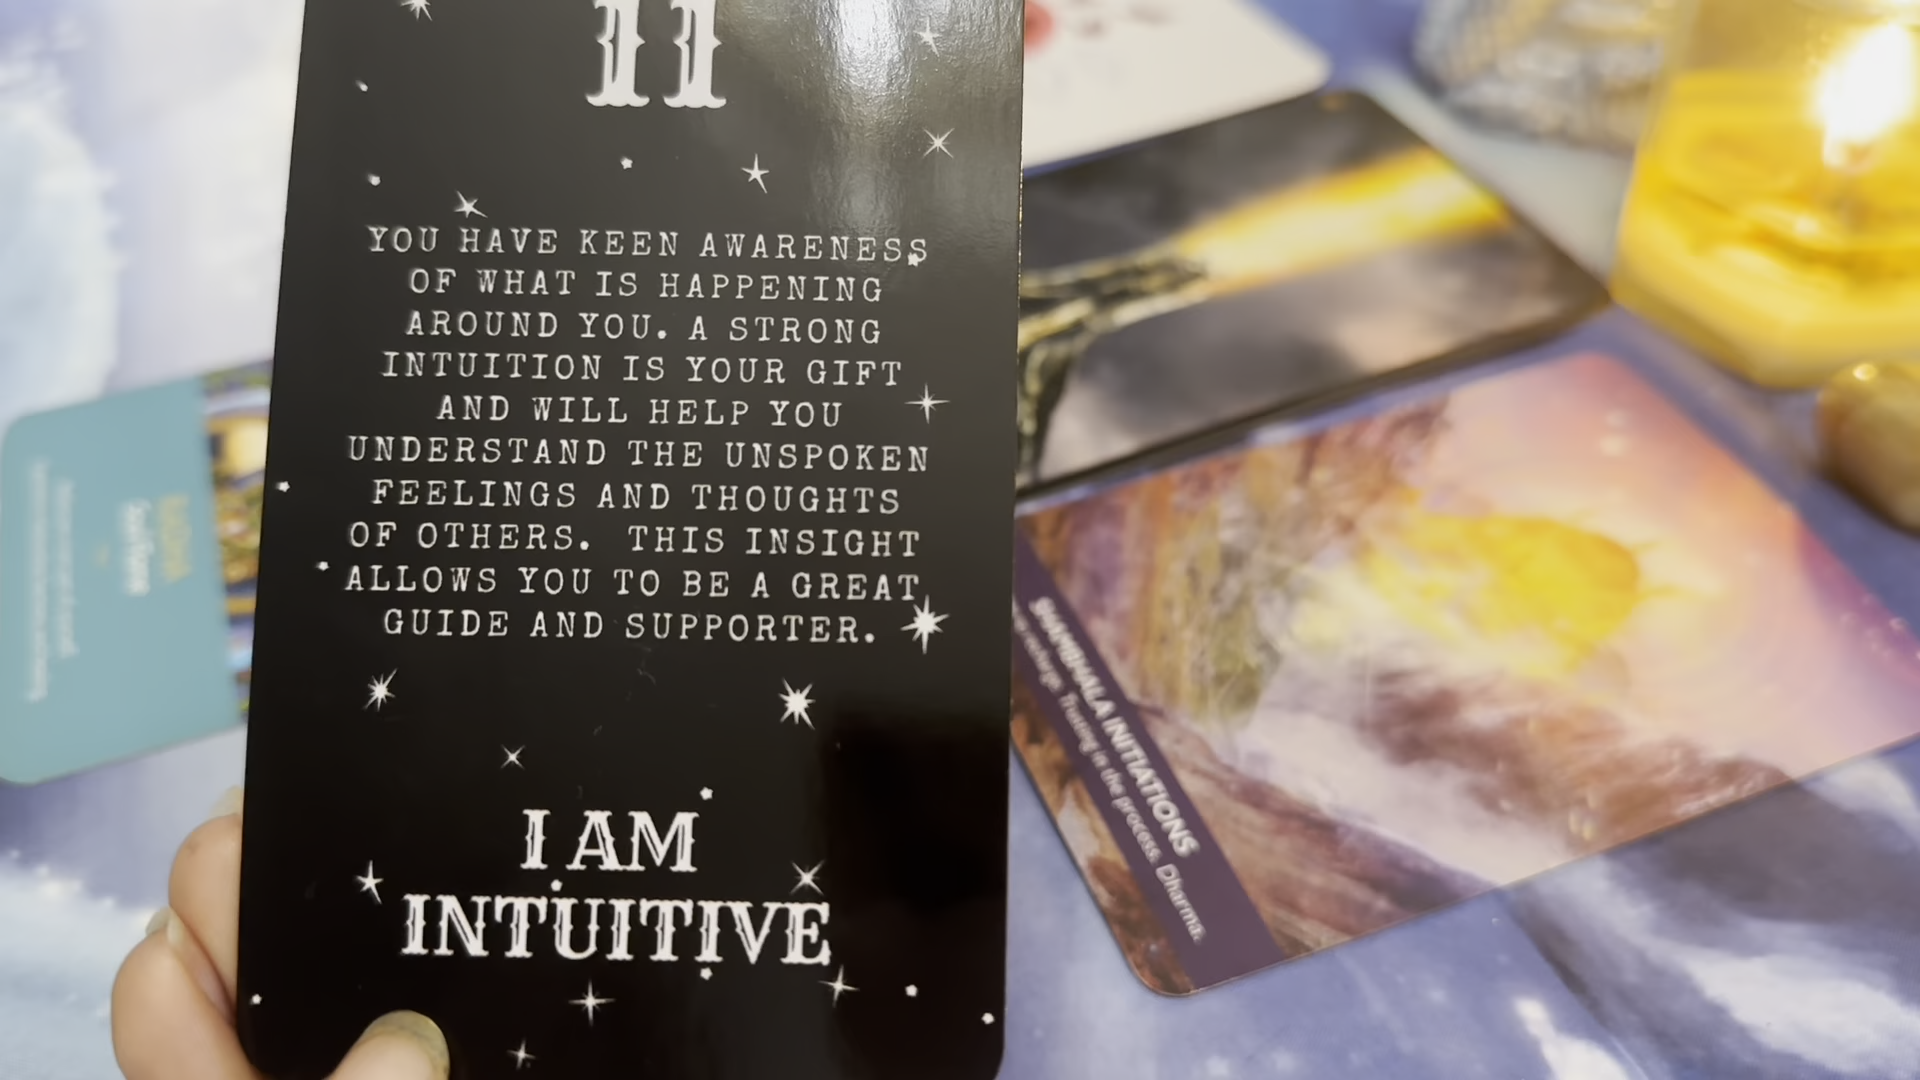 11
YOU HAVE KEEN AWARENESS
OF WHAT IS HAPPENING
AROUND YOU. A STRONG
INTUITION IS YOUR GIFT
AND WILL HELP YOU
UNDERSTAND THE UNSPOKEN
FEELINGS AND THOUGHTS
OF OTHERS. THIS INSIGHT
ALLOWS YOU TO BE A GREAT
GUIDE AND SUPPORTER.
I AM
INTUITIVE
SHAMBHALA INITIATIONS
Trusting in the process. Dharma.